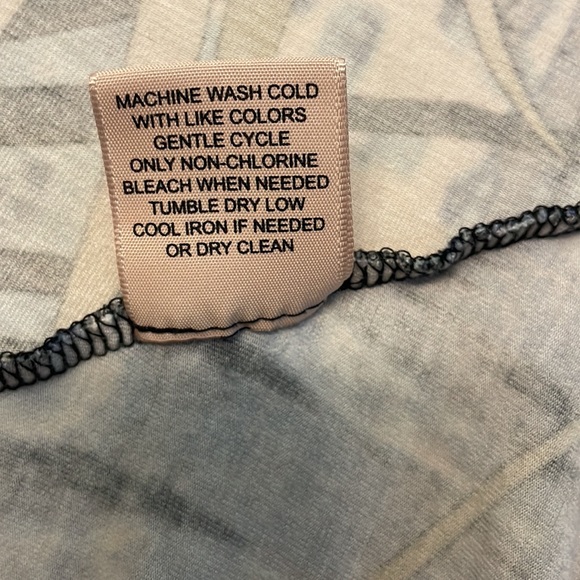 MACHINE WASH COLD
WITH LIKE COLORS
GENTLE CYCLE
ONLY NON-CHLORINE
BLEACH WHEN NEEDED
TUMBLE DRY LOW
COOL IRON IF NEEDED
OR DRY CLEAN